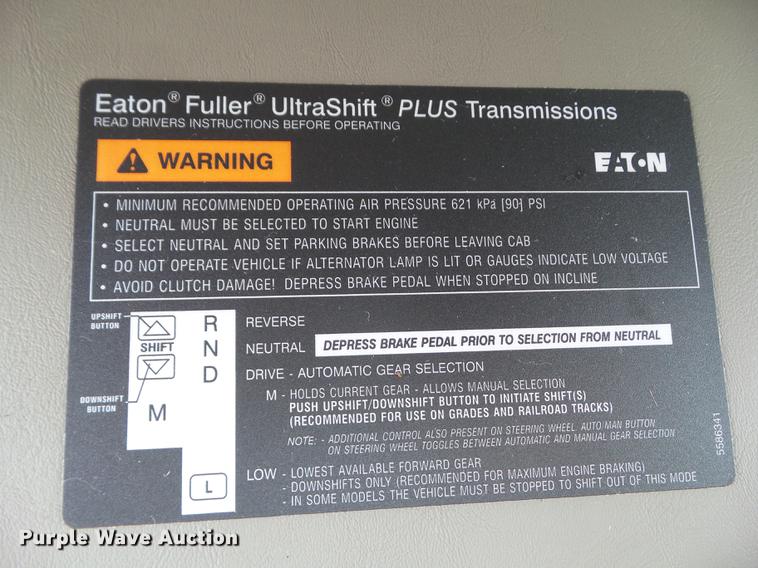 Eaton® Fuller® UltraShift® PLUS Transmissions
READ DRIVERS INSTRUCTIONS BEFORE OPERATING
WARNING
EATON
• MINIMUM RECOMMENDED OPERATING AIR PRESSURE 621 kPa [90] PSI
• NEUTRAL MUST BE SELECTED TO START ENGINE
• SELECT NEUTRAL AND SET PARKING BRAKES BEFORE LEAVING CAB
• DO NOT OPERATE VEHICLE IF ALTERNATOR LAMP IS LIT OR GAUGES INDICATE LOW VOLTAGE
• AVOID CLUTCH DAMAGE! DEPRESS BRAKE PEDAL WHEN STOPPED ON INCLINE
UPSHIFT
BUTTON
SHIFT
DOWNSHIFT
BUTTON
R REVERSE
N NEUTRAL DEPRESS BRAKE PEDAL PRIOR TO SELECTION FROM NEUTRAL
D DRIVE - AUTOMATIC GEAR SELECTION
M M - HOLDS CURRENT GEAR - ALLOWS MANUAL SELECTION
PUSH UPSHIFT/DOWNSHIFT BUTTON TO INITIATE SHIFT(S)
(RECOMMENDED FOR USE ON GRADES AND RAILROAD TRACKS)
NOTE: - ADDITIONAL CONTROL ALSO PRESENT ON STEERING WHEEL. AUTO/MAN BUTTON
ON STEERING WHEEL TOGGLES BETWEEN AUTOMATIC AND MANUAL GEAR SELECTION
L LOW - LOWEST AVAILABLE FORWARD GEAR
- DOWNSHIFTS ONLY (RECOMMENDED FOR MAXIMUM ENGINE BRAKING)
- IN SOME MODELS THE VEHICLE MUST BE STOPPED TO SHIFT OUT OF THIS MODE
5586341
Purple Wave Auction